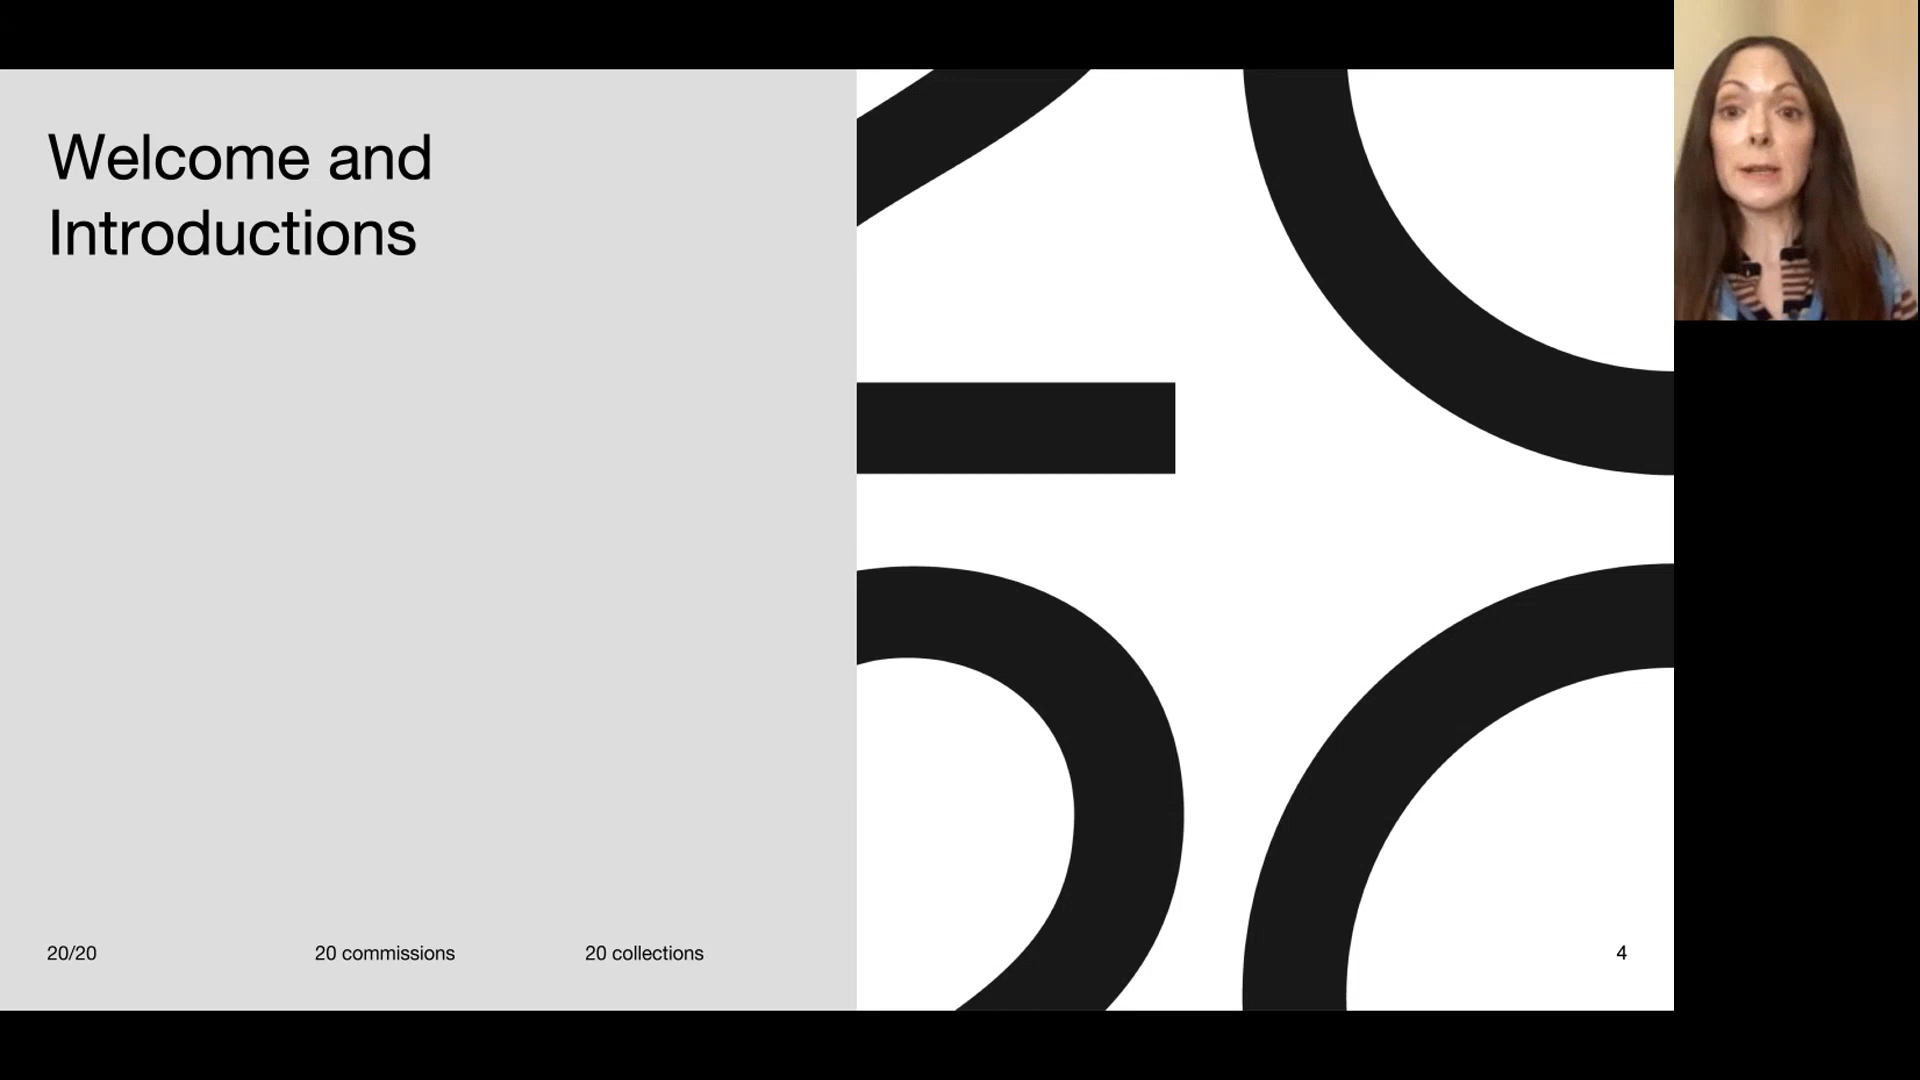 Welcome and
Introductions
20/20
20 commissions
20 collections
4